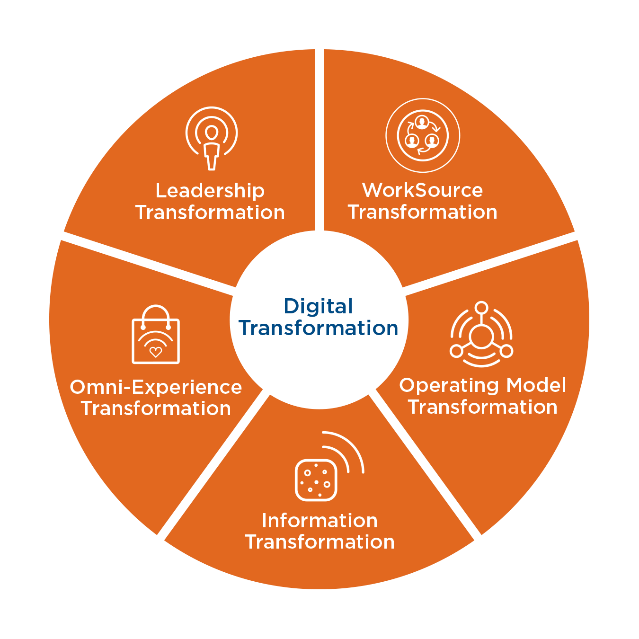 Leadership
Transformation
WorkSource
Transformation
Digital
Transformation
Omni-Experience
Transformation
Operating Model
Transformation
Information
Transformation